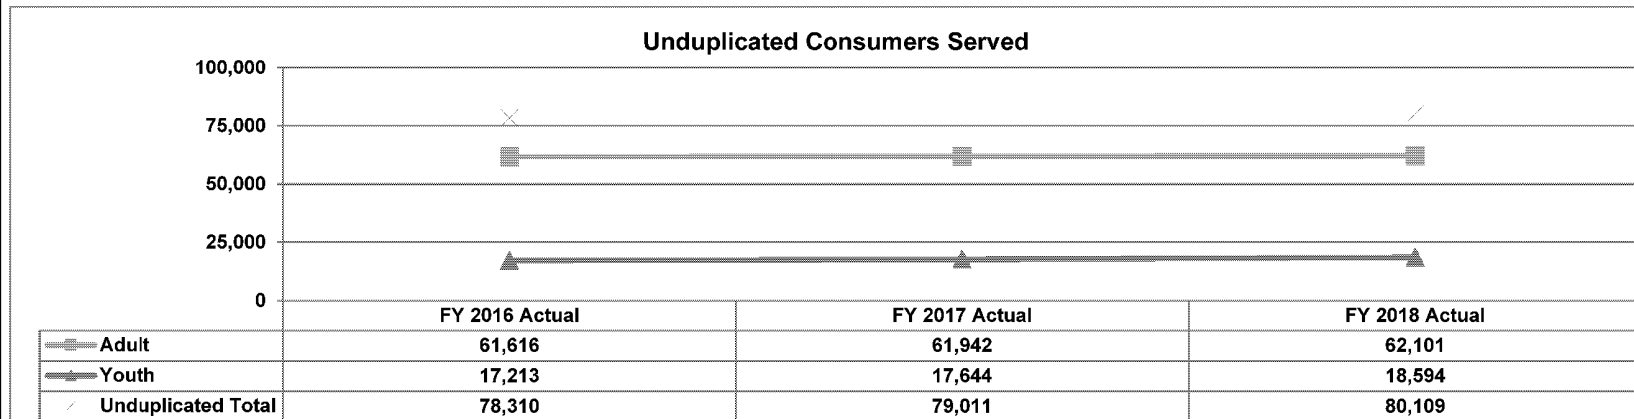 Unduplicated Consumers Served
100,000
75,000
50,000
25,000
0
FY 2016 Actual FY 2017 Actual FY 2018 Actual
Adult 61,616 61,942 62,101
Youth 17,213 17,644 18,594
Unduplicated Total 78,310 79,011 80,109